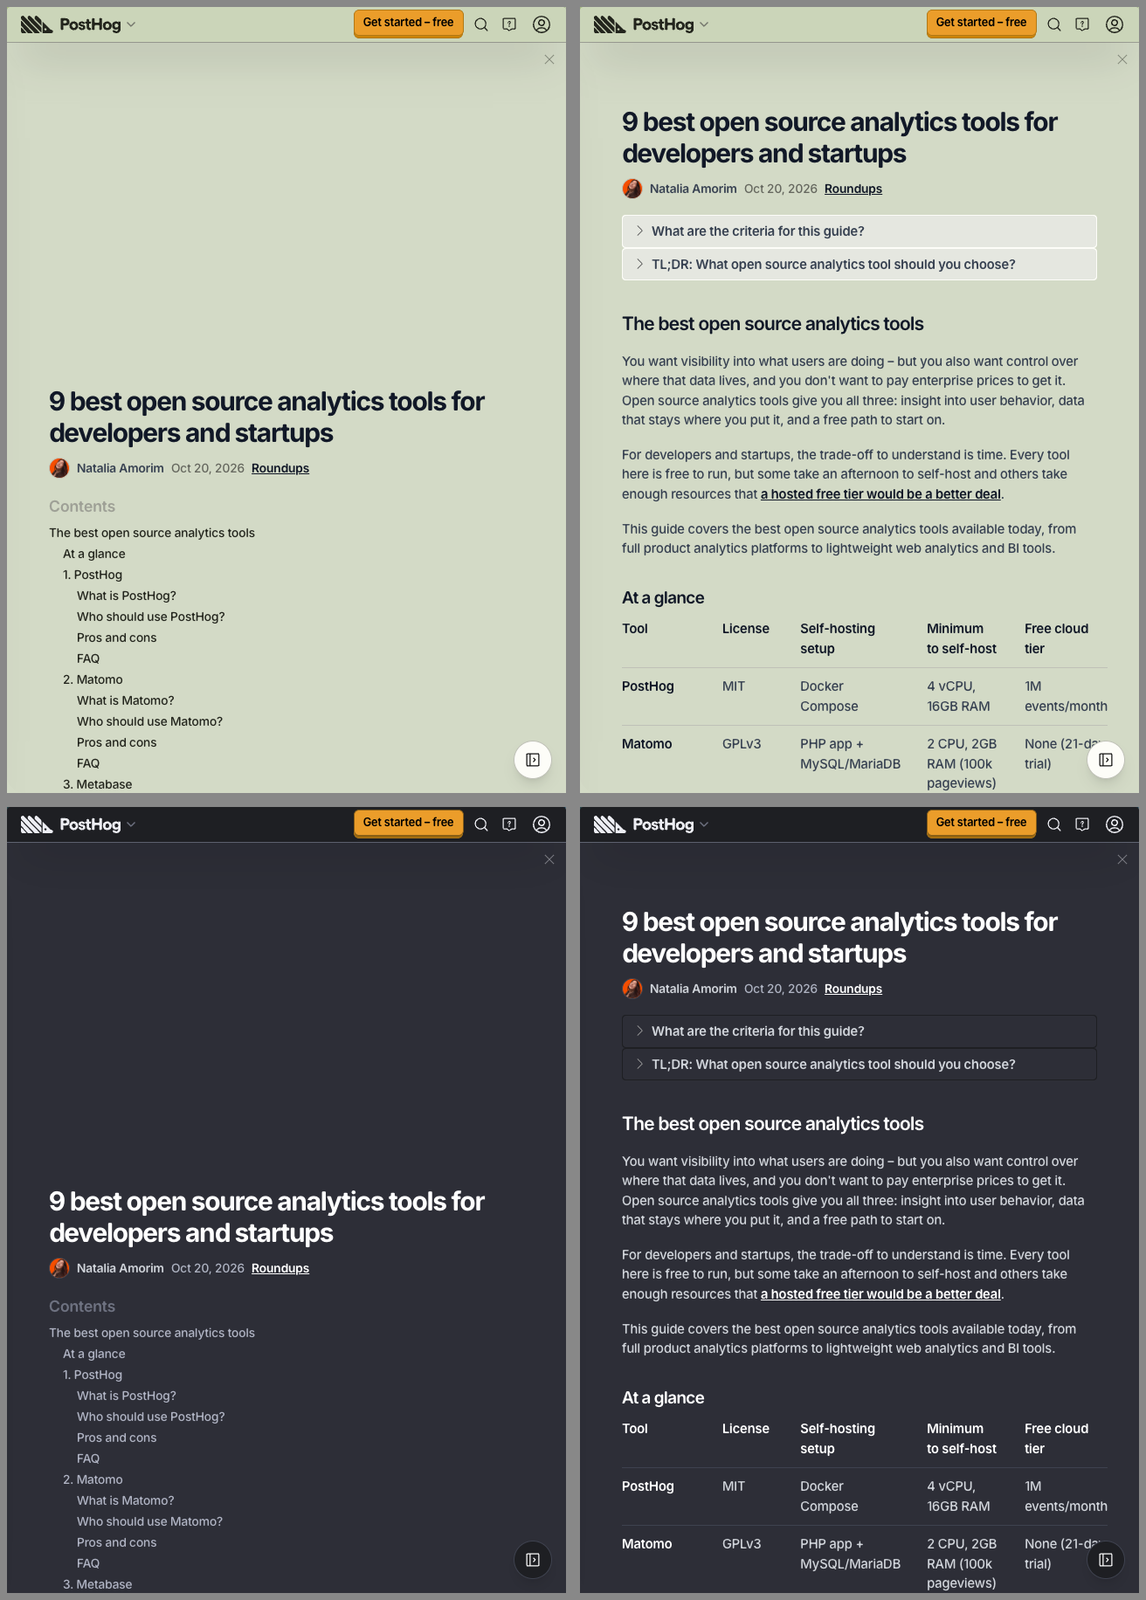 PostHog
Get started – free
9 best open source analytics tools for
developers and startups
Natalia Amorim Oct 20, 2026 Roundups
Contents
The best open source analytics tools
At a glance
1. PostHog
What is PostHog?
Who should use PostHog?
Pros and cons
FAQ
2. Matomo
What is Matomo?
Who should use Matomo?
Pros and cons
FAQ
3. Metabase
PostHog
Get started – free
9 best open source analytics tools for
developers and startups
Natalia Amorim Oct 20, 2026 Roundups
What are the criteria for this guide?
TL;DR: What open source analytics tool should you choose?
The best open source analytics tools
You want visibility into what users are doing – but you also want control over
where that data lives, and you don't want to pay enterprise prices to get it.
Open source analytics tools give you all three: insight into user behavior, data
that stays where you put it, and a free path to start on.
For developers and startups, the trade-off to understand is time. Every tool
here is free to run, but some take an afternoon to self-host and others take
enough resources that a hosted free tier would be a better deal.
This guide covers the best open source analytics tools available today, from
full product analytics platforms to lightweight web analytics and BI tools.
At a glance
Tool License Self-hosting setup Minimum to self-host Free cloud tier
PostHog MIT Docker Compose 4 vCPU, 16GB RAM 1M events/month
Matomo GPLv3 PHP app + MySQL/MariaDB 2 CPU, 2GB RAM (100k pageviews) None (21-day trial)
PostHog
Get started – free
9 best open source analytics tools for
developers and startups
Natalia Amorim Oct 20, 2026 Roundups
Contents
The best open source analytics tools
At a glance
1. PostHog
What is PostHog?
Who should use PostHog?
Pros and cons
FAQ
2. Matomo
What is Matomo?
Who should use Matomo?
Pros and cons
FAQ
3. Metabase
PostHog
Get started – free
9 best open source analytics tools for
developers and startups
Natalia Amorim Oct 20, 2026 Roundups
What are the criteria for this guide?
TL;DR: What open source analytics tool should you choose?
The best open source analytics tools
You want visibility into what users are doing – but you also want control over
where that data lives, and you don't want to pay enterprise prices to get it.
Open source analytics tools give you all three: insight into user behavior, data
that stays where you put it, and a free path to start on.
For developers and startups, the trade-off to understand is time. Every tool
here is free to run, but some take an afternoon to self-host and others take
enough resources that a hosted free tier would be a better deal.
This guide covers the best open source analytics tools available today, from
full product analytics platforms to lightweight web analytics and BI tools.
At a glance
Tool License Self-hosting setup Minimum to self-host Free cloud tier
PostHog MIT Docker Compose 4 vCPU, 16GB RAM 1M events/month
Matomo GPLv3 PHP app + MySQL/MariaDB 2 CPU, 2GB RAM (100k pageviews) None (21-day trial)